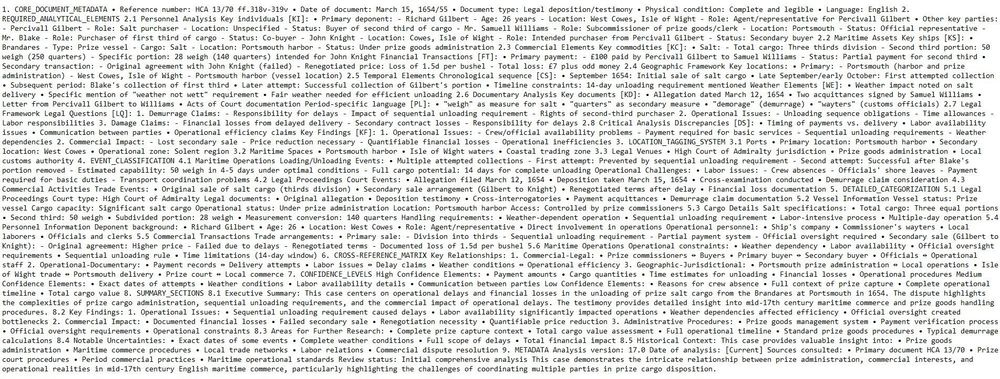 1. CORE_DOCUMENT_METADATA • Reference number: HCA 13/70 ff.318v-319v • Date of document: March 15, 1654/55 • Document type: Legal deposition/testimony • Physical condition: Complete and legible • Language: English 2.
REQUIRED_ANALYTICAL_ELEMENTS 2.1 Personnel Analysis Key individuals [KI]: • Primary deponent: - Richard Gilbert - Age: 26 years - Location: West Cowes, Isle of Wight - Role: Agent/representative for Percivall Gilbert • Other key parties:
- Percivall Gilbert - Role: Salt purchaser - Location: Unspecified - Status: Buyer of second third of cargo - Mr. Samuell Williams - Role: Subcommissioner of prize goods/clerk - Location: Portsmouth - Status: Official representative -
Mr. Blake - Role: Purchaser of first third of cargo - Status: Co-buyer - John Knight - Location: Cowes, Isle of Wight - Role: Intended purchaser from Percivall Gilbert - Status: Secondary buyer 2.2 Maritime Assets Key ships [KS]: •
Brandares - Type: Prize vessel - Cargo: Salt - Location: Portsmouth harbor - Status: Under prize goods administration 2.3 Commercial Elements Key commodities [KC]: • Salt: - Total cargo: Three thirds division - Second third portion: 50
weigh (250 quarters) - Specific portion: 28 weigh (140 quarters) intended for John Knight Financial Transactions [FT]: • Primary payment: - £100 paid by Percivall Gilbert to Samuel Williams - Status: Partial payment for second third •
Secondary transaction: - Original agreement with John Knight (failed) - Renegotiated price: Loss of 1.5d per bushel - Total loss: £7 plus odd money 2.4 Geographic Framework Key locations: • Primary: - Portsmouth (harbor and prize
administration) - West Cowes, Isle of Wight - Portsmouth harbor (vessel location) 2.5 Temporal Elements Chronological sequence [CS]: • September 1654: Initial sale of salt cargo • Late September/early October: First attempted collection
• Subsequent period: Blake's collection of first third • Later attempt: Successful collection of Gilbert's portion • Timeline constraints: 14-day unloading requirement mentioned Weather Elements [WE]: • Weather impact noted on salt
delivery • Specific mention of "weather not wett" requirement • Fair weather needed for efficient unloading 2.6 Documentary Analysis Key documents [KD]: • Allegation dated March 12, 1654 • Two acquittances signed by Samuel Williams •
Letter from Percivall Gilbert to Williams • Acts of Court documentation Period-specific language [PL]: • "weigh" as measure for salt • "quarters" as secondary measure • "demorage" (demurrage) • "wayters" (customs officials) 2.7 Legal
Framework Legal Questions [LQ]: 1. Demurrage Claims: - Responsibility for delays - Impact of sequential unloading requirement - Rights of second-third purchaser 2. Operational Issues: - Unloading sequence obligations - Time allowances -
Labor responsibilities 3. Damage Claims: - Financial losses from delayed delivery - Secondary contract losses - Responsibility for delays 2.8 Critical Analysis Discrepancies [DS]: • Timing of payments vs. delivery • Labor availability
issues • Communication between parties • Operational efficiency claims Key Findings [KF]: 1. Operational Issues: - Crew/official availability problems - Payment required for basic services - Sequential unloading requirements - Weather
dependencies 2. Commercial Impact: - Lost secondary sale - Price reduction necessary - Quantifiable financial losses - Operational inefficiencies 3. LOCATION_TAGGING_SYSTEM 3.1 Ports • Primary location: Portsmouth harbor • Secondary
location: West Cowes • Operational zone: Solent region 3.2 Maritime Spaces • Portsmouth harbor • Isle of Wight waters • Coastal trading zone 3.3 Legal Venues • High Court of Admiralty jurisdiction • Prize goods administration • Local
customs authority 4. EVENT_CLASSIFICATION 4.1 Maritime Operations Loading/Unloading Events: • Multiple attempted collections - First attempt: Prevented by sequential unloading requirement - Second attempt: Successful after Blake's
portion removed - Estimated capability: 50 weigh in 4-5 days under optimal conditions - Full cargo potential: 14 days for complete unloading Operational Challenges: • Labor issues: - Crew absences - Officials' shore leaves - Payment
required for basic duties • Transport coordination problems 4.2 Legal Proceedings Court Events: • Allegation filed March 12, 1654 • Deposition taken March 15, 1654 • Cross-examination documented • Demurrage claim consideration 4.3
Commercial Activities Trade Events: • Original sale of salt cargo (thirds division) • Secondary sale arrangement (Gilbert to Knight) • Renegotiated terms after delay • Financial loss documentation 5. DETAILED_CATEGORIZATION 5.1 Legal
Proceedings Court type: High Court of Admiralty Legal documents: • Original allegation • Deposition testimony • Cross-interrogatories • Payment acquittances • Demurrage claim documentation 5.2 Vessel Information Vessel status: Prize
vessel Cargo capacity: Significant salt cargo Operational status: Under prize administration Location: Portsmouth harbor Access: Controlled by prize commissioners 5.3 Cargo Details Salt specifications: • Total cargo: Three equal portions
• Second third: 50 weigh • Subdivided portion: 28 weigh • Measurement conversion: 140 quarters Handling requirements: • Weather-dependent operation • Sequential unloading requirement • Labor-intensive process • Multiple-day operation 5.4
Personnel Information Deponent background: • Richard Gilbert • Age: 26 • Location: West Cowes • Role: Agent/representative • Direct involvement in operations Operational personnel: • Ship's company • Commissioner's wayters • Local
laborers • Officials and clerks 5.5 Commercial Transactions Trade arrangements: • Primary sale: - Division into thirds - Sequential unloading requirement - Partial payment system - Official oversight required • Secondary sale (Gilbert to
Knight): - Original agreement: Higher price - Failed due to delays - Renegotiated terms - Documented loss of 1.5d per bushel 5.6 Maritime Operations Operational constraints: • Weather dependency • Labor availability • Official oversight
requirements • Sequential unloading rule • Time limitations (14-day window) 6. CROSS-REFERENCE_MATRIX Key Relationships: 1. Commercial-Legal: • Prize commissioners ↔ Buyers • Primary buyer ↔ Secondary buyer • Officials ↔ Operational
staff 2. Operational-Documentary: • Payment records ↔ Delivery attempts • Labor issues ↔ Delay claims • Weather conditions ↔ Operational efficiency 3. Geographic-Jurisdictional: • Portsmouth prize administration ↔ Local operations • Isle
of Wight trade ↔ Portsmouth delivery • Prize court ↔ Local commerce 7. CONFIDENCE_LEVELS High Confidence Elements: • Payment amounts • Cargo quantities • Time estimates for unloading • Financial losses • Operational procedures Medium
Confidence Elements: • Exact dates of attempts • Weather conditions • Labor availability details • Communication between parties Low Confidence Elements: • Reasons for crew absence • Full context of prize capture • Complete operational
timeline • Total cargo value 8. SUMMARY_SECTIONS 8.1 Executive Summary: This case centers on operational delays and financial losses in the unloading of prize salt cargo from the Brandares at Portsmouth in 1654. The dispute highlights
the complexities of prize cargo administration, sequential unloading requirements, and the commercial impact of operational delays. The testimony provides detailed insight into mid-17th century maritime commerce and prize goods handling
procedures. 8.2 Key Findings: 1. Operational Issues: • Sequential unloading requirement caused delays • Labor availability significantly impacted operations • Weather dependencies affected efficiency • Official oversight created
bottlenecks 2. Commercial Impact: • Documented financial losses • Failed secondary sale • Renegotiation necessity • Quantifiable price reduction 3. Administrative Procedures: • Prize goods management system • Payment verification process
• Official oversight requirements • Operational constraints 8.3 Areas for Further Research: • Complete prize capture context • Total cargo value assessment • Full operational timeline • Standard prize goods procedures • Typical demurrage
calculations 8.4 Notable Uncertainties: • Exact dates of some events • Complete weather conditions • Full scope of delays • Total financial impact 8.5 Historical Context: This case provides valuable insight into: • Prize goods
administration • Maritime commerce procedures • Local trade networks • Labor relations • Commercial dispute resolution 9. METADATA Analysis version: 17.0 Date of analysis: [Current] Sources consulted: • Primary document HCA 13/70 • Prize
court procedures • Period commercial practices • Maritime operational standards Review status: Initial comprehensive analysis This case demonstrates the intricate relationship between prize administration, commercial interests, and
operational realities in mid-17th century English maritime commerce, particularly highlighting the challenges of coordinating multiple parties in prize cargo disposition.